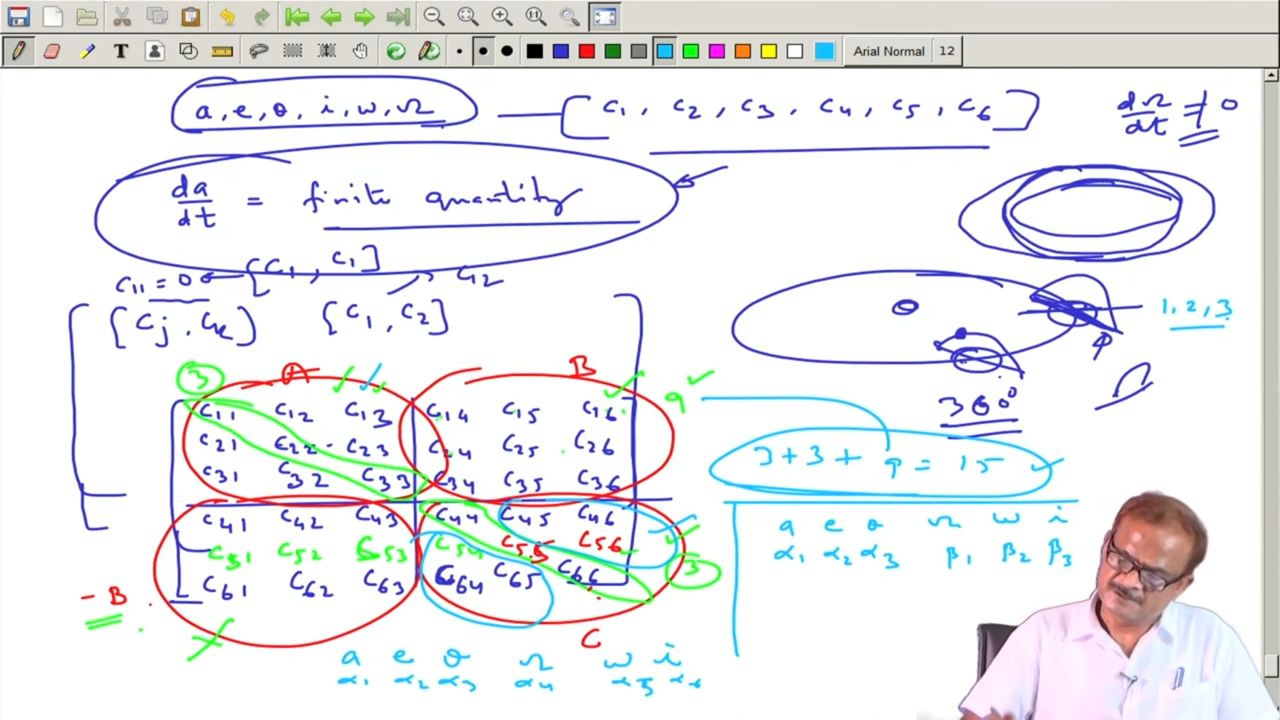 Arial Normal 12
a, e, θ, i, ω, Ω
[ C1, C2, C3, C4, C5, C6 ]
dΩ/dt ≠ 0
da/dt = finite quantity
C11 = 0 ← [C1, C1]
C12
[Cj, Ck] [C1, C2]
1, 2, 3
φ
360°
3 A B
C11 C12 C13 C14 C15 C16 9
C21 C22 C23 C24 C25 C26
C31 C32 C33 C34 C35 C36
3+3+9 = 15
C41 C42 C43 C44 C45 C46
C51 C52 C53 C54 C55 C56
C61 C62 C63 C64 C65 C66 3
-B
C
a e θ Ω ω i
α1 α2 α3 β1 β2 β3
a e θ Ω ω i
α1 α2 α3 α4 α5 α6